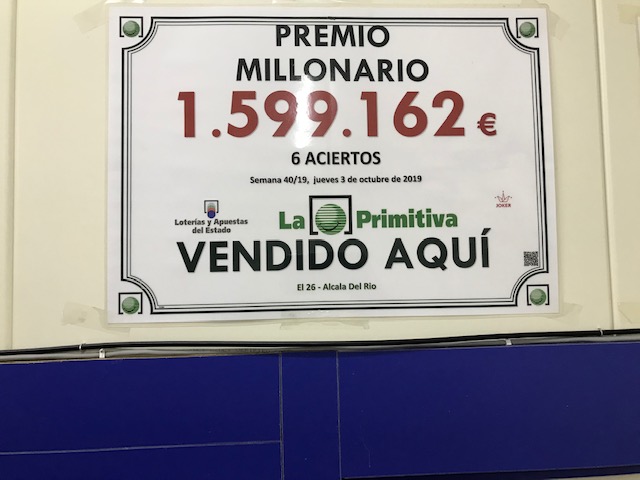 PREMIO
MILLONARIO
1.599.162 €
6 ACIERTOS
Semana 40/19, jueves 3 de octubre de 2019
Loterías y Apuestas
del Estado
La Primitiva
JOKER
VENDIDO AQUÍ
El 26 - Alcala Del Rio